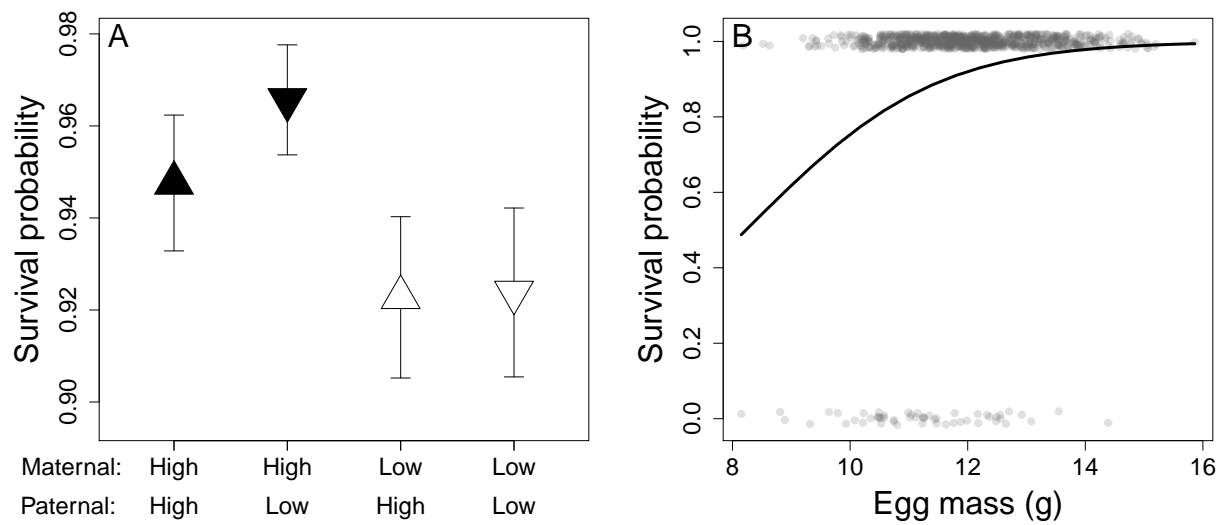 A
Survival probability
0.98
0.96
0.94
0.92
0.90
Maternal: High High Low Low
Paternal: High Low High Low
B
Survival probability
1.0
0.8
0.6
0.4
0.2
0.0
8 10 12 14 16
Egg mass (g)